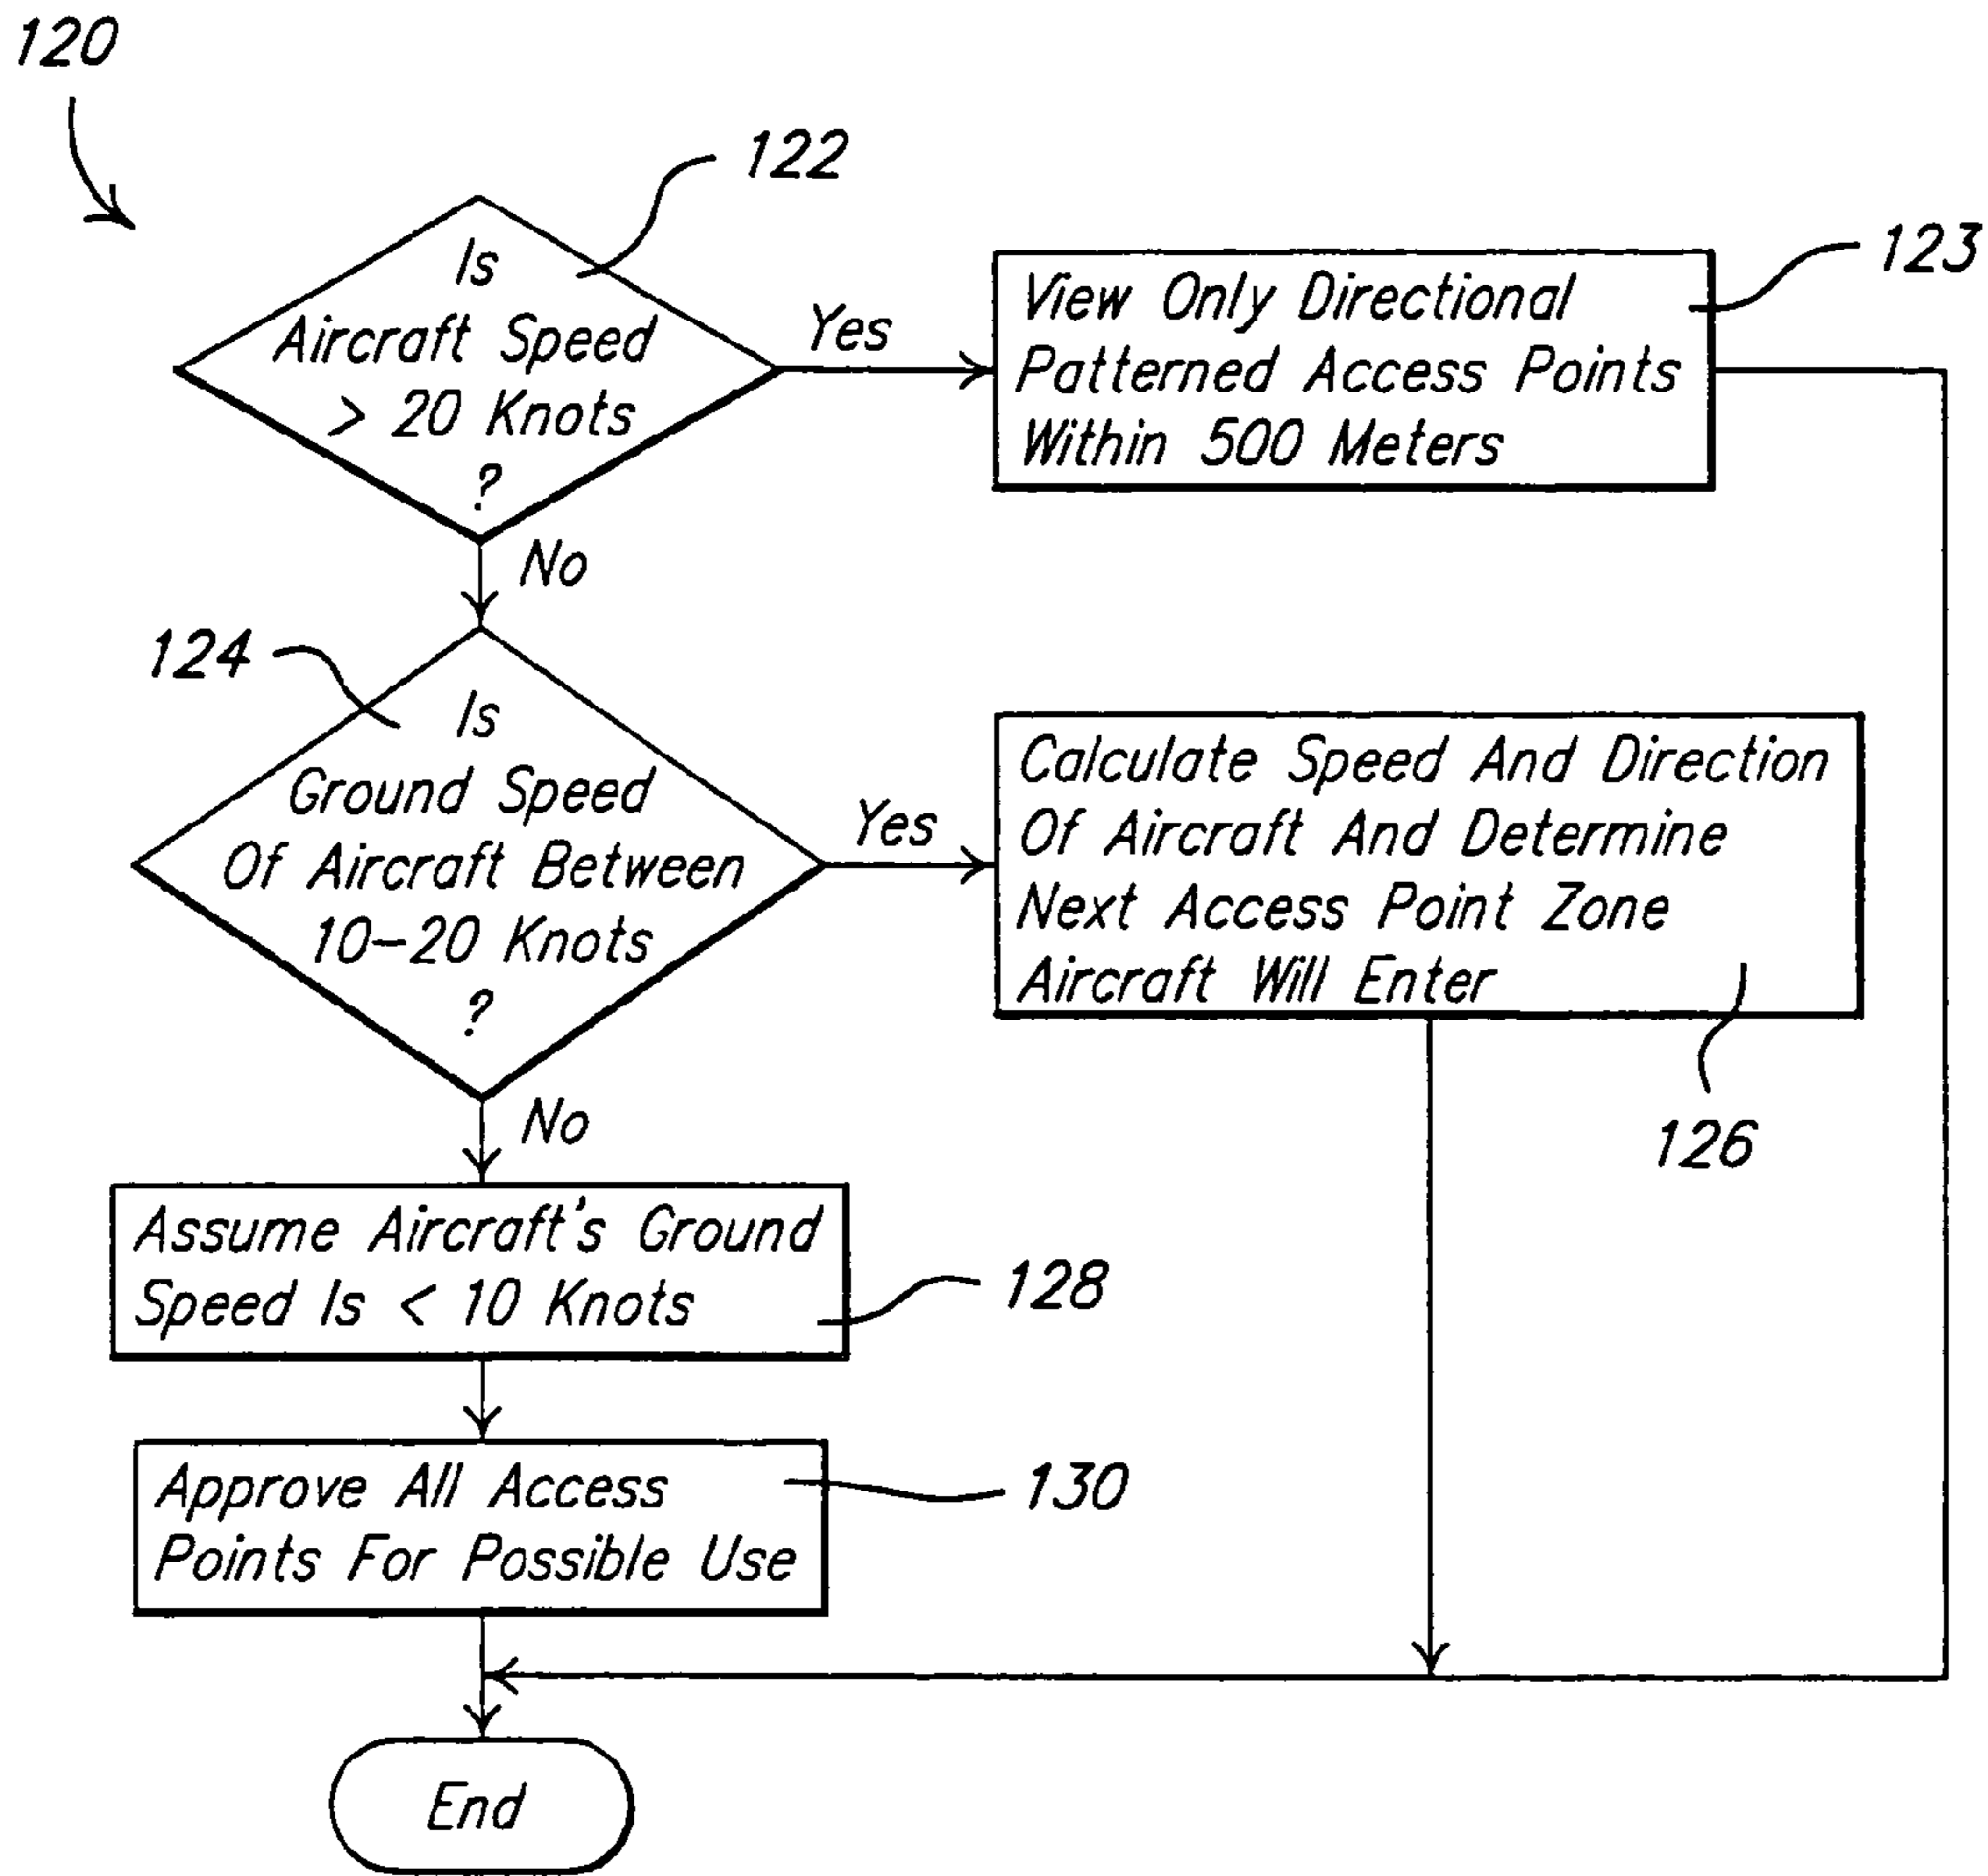 120
122
Is
Aircraft Speed
> 20 Knots
?
Yes
View Only Directional
Patterned Access Points
Within 500 Meters
123
No
124
Is
Ground Speed
Of Aircraft Between
10-20 Knots
?
Yes
Calculate Speed And Direction
Of Aircraft And Determine
Next Access Point Zone
Aircraft Will Enter
126
No
Assume Aircraft's Ground
Speed Is < 10 Knots
128
Approve All Access
Points For Possible Use
130
End